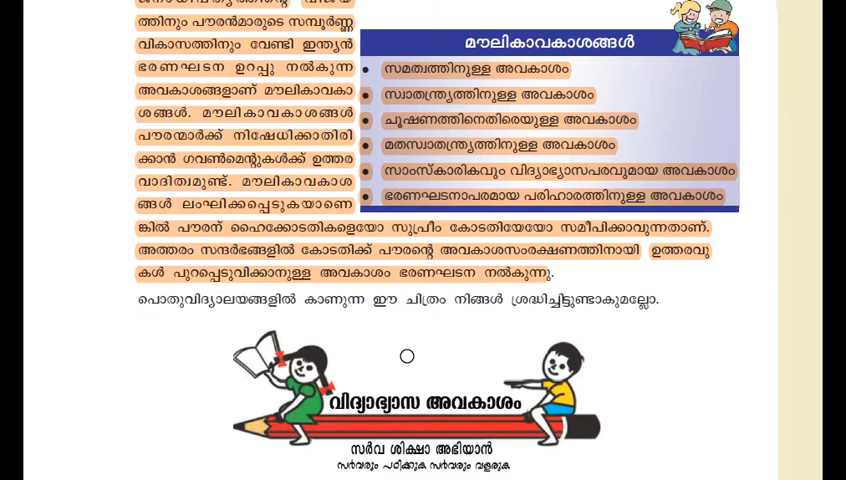 ത്തിനും പൗരൻമാരുടെ സമ്പൂർണ്ണ
വികാസത്തിനും വേണ്ടി ഇന്ത്യൻ
ഭരണഘടന ഉറപ്പു നൽകുന്ന
അവകാശങ്ങളാണ് മൗലികാവകാ
ശങ്ങൾ. മൗലികാവകാശങ്ങൾ
പൗരന്മാർക്ക് നിഷേധിക്കാതിരി
ക്കാൻ ഗവൺമെന്റുകൾക്ക് ഉത്തര
വാദിത്വമുണ്ട്. മൗലികാവകാശ
ങ്ങൾ ലംഘിക്കപ്പെടുകയാണെ
ങ്കിൽ പൗരന് ഹൈക്കോടതികളെയോ സുപ്രീം കോടതിയേയോ സമീപിക്കാവുന്നതാണ്.
അത്തരം സന്ദർഭങ്ങളിൽ കോടതിക്ക് പൗരന്റെ അവകാശസംരക്ഷണത്തിനായി ഉത്തരവു
കൾ പുറപ്പെടുവിക്കാനുള്ള അവകാശം ഭരണഘടന നൽകുന്നു.
മൗലികാവകാശങ്ങൾ
• സമത്വത്തിനുള്ള അവകാശം
• സ്വാതന്ത്ര്യത്തിനുള്ള അവകാശം
• ചൂഷണത്തിനെതിരെയുള്ള അവകാശം
• മതസ്വാതന്ത്ര്യത്തിനുള്ള അവകാശം
• സാംസ്കാരികവും വിദ്യാഭ്യാസപരവുമായ അവകാശം
• ഭരണഘടനാപരമായ പരിഹാരത്തിനുള്ള അവകാശം
പൊതുവിദ്യാലയങ്ങളിൽ കാണുന്ന ഈ ചിത്രം നിങ്ങൾ ശ്രദ്ധിച്ചിട്ടുണ്ടാകുമല്ലോ.
വിദ്യാഭ്യാസ അവകാശം
സർവ ശിക്ഷാ അഭിയാൻ
സർവരും പഠിക്കുക സർവരും വളരുക